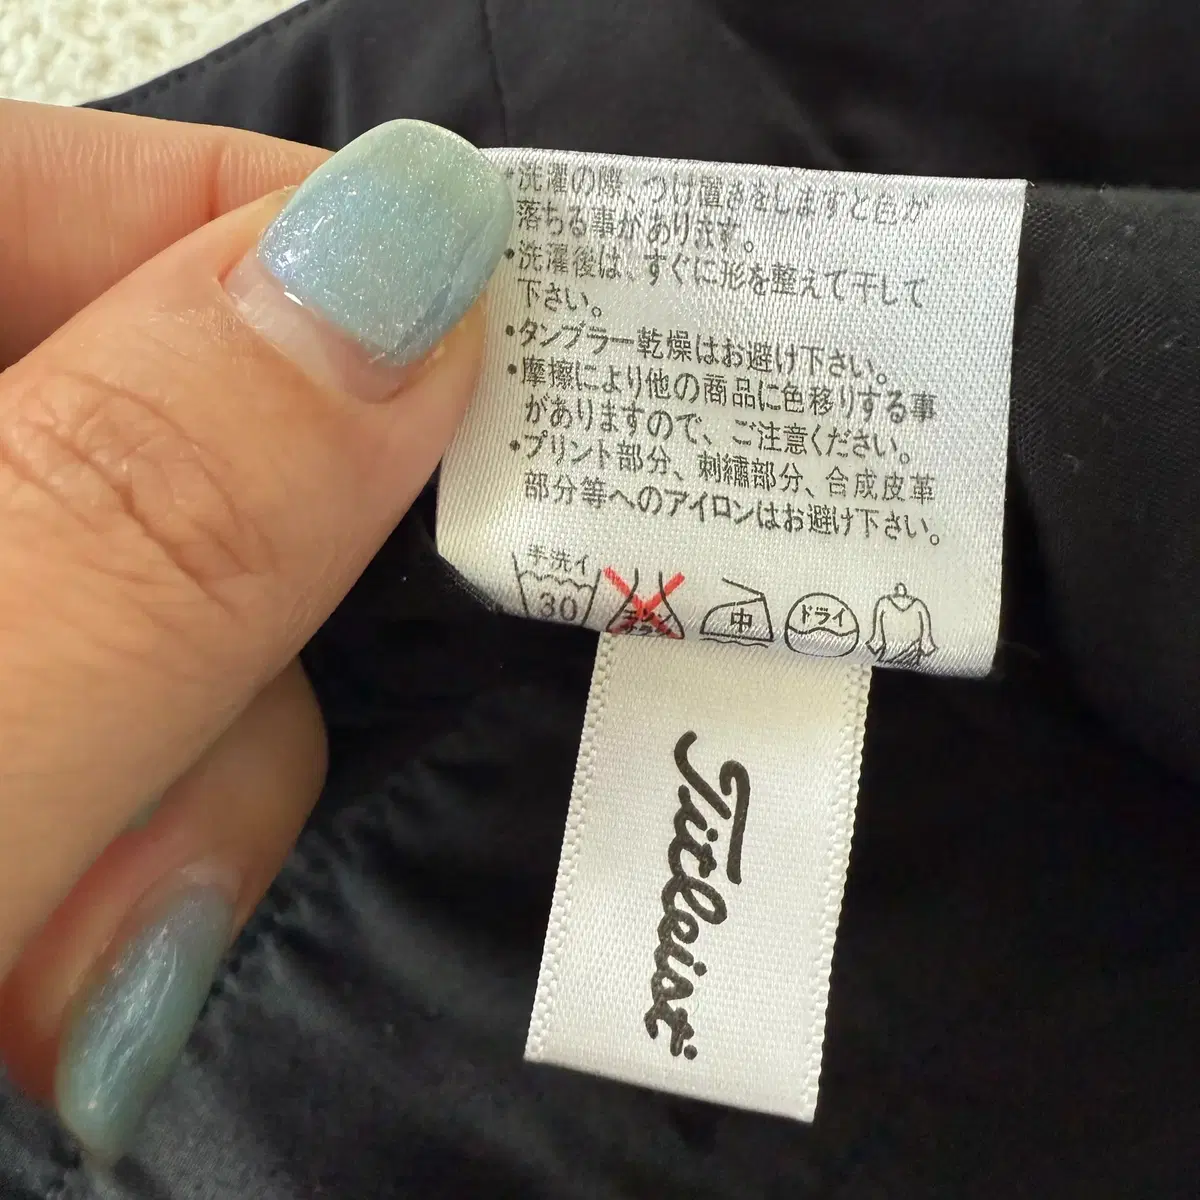 ・洗濯の際、つけ置きをしますと色が
落ちる事があります。
・洗濯後は、すぐに形を整えて干して
下さい。
・タンブラー乾燥はお避け下さい。
・摩擦により他の商品に色移りする事
がありますので、ご注意ください。
・プリント部分、刺繍部分、合成皮革
部分等へのアイロンはお避け下さい。
手洗イ
30
中
ドライ
Titleist